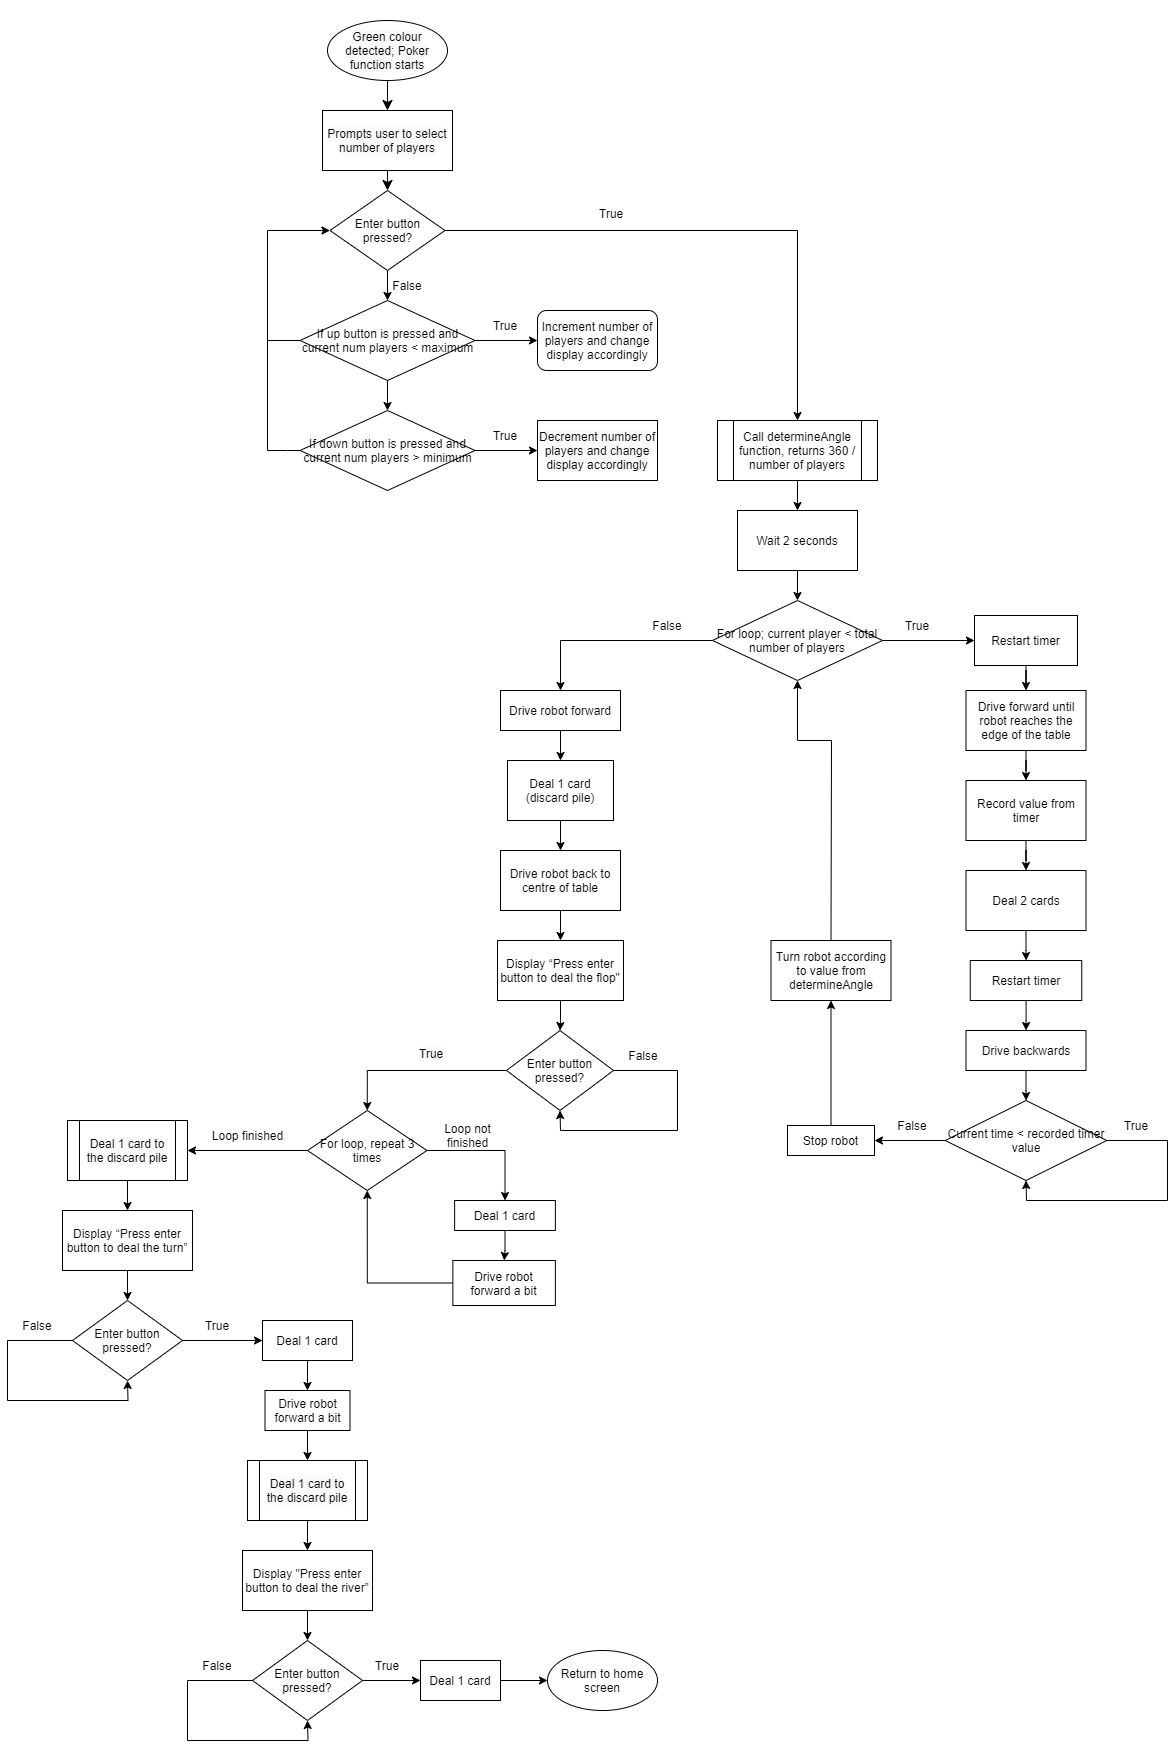 Green colour
detected; Poker
function starts
Prompts user to select
number of players
Enter button
pressed?
True
False
If up button is pressed and
current num players < maximum
True
Increment number of
players and change
display accordingly
If down button is pressed and
current num players > minimum
True
Decrement number of
players and change
display accordingly
Call determineAngle
function, returns 360 /
number of players
Wait 2 seconds
For loop; current player < total
number of players
False
True
Restart timer
Drive forward until
robot reaches the
edge of the table
Record value from
timer
Deal 2 cards
Restart timer
Drive backwards
Current time < recorded timer
value
True
False
Stop robot
Turn robot according
to value from
determineAngle
Drive robot forward
Deal 1 card
(discard pile)
Drive robot back to
centre of table
Display “Press enter
button to deal the flop”
Enter button
pressed?
False
True
For loop, repeat 3
times
Loop not
finished
Deal 1 card
Drive robot
forward a bit
Loop finished
Deal 1 card to
the discard pile
Display “Press enter
button to deal the turn”
Enter button
pressed?
False
True
Deal 1 card
Drive robot
forward a bit
Deal 1 card to
the discard pile
Display "Press enter
button to deal the river”
Enter button
pressed?
False
True
Deal 1 card
Return to home
screen